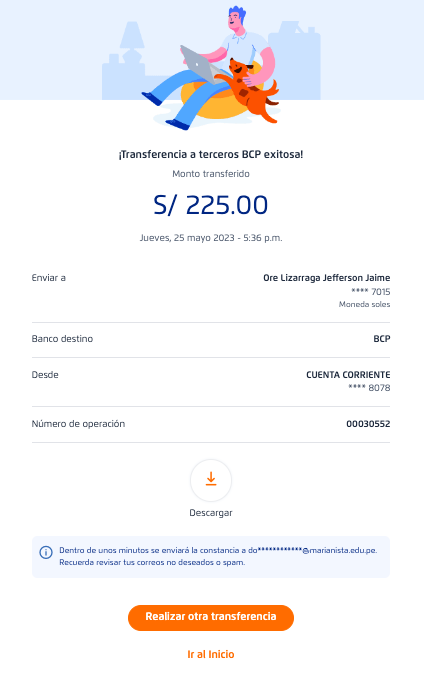 ¡Transferencia a terceros BCP exitosa!
Monto transferido
S/ 225.00
Jueves, 25 mayo 2023 - 5:36 p.m.
Enviar a
Ore Lizarraga Jefferson Jaime
**** 7015
Moneda soles
Banco destino
BCP
Desde
CUENTA CORRIENTE
**** 8078
Número de operación
00030552
Descargar
Dentro de unos minutos se enviará la constancia a do************@marianista.edu.pe.
Recuerda revisar tus correos no deseados o spam.
Realizar otra transferencia
Ir al Inicio